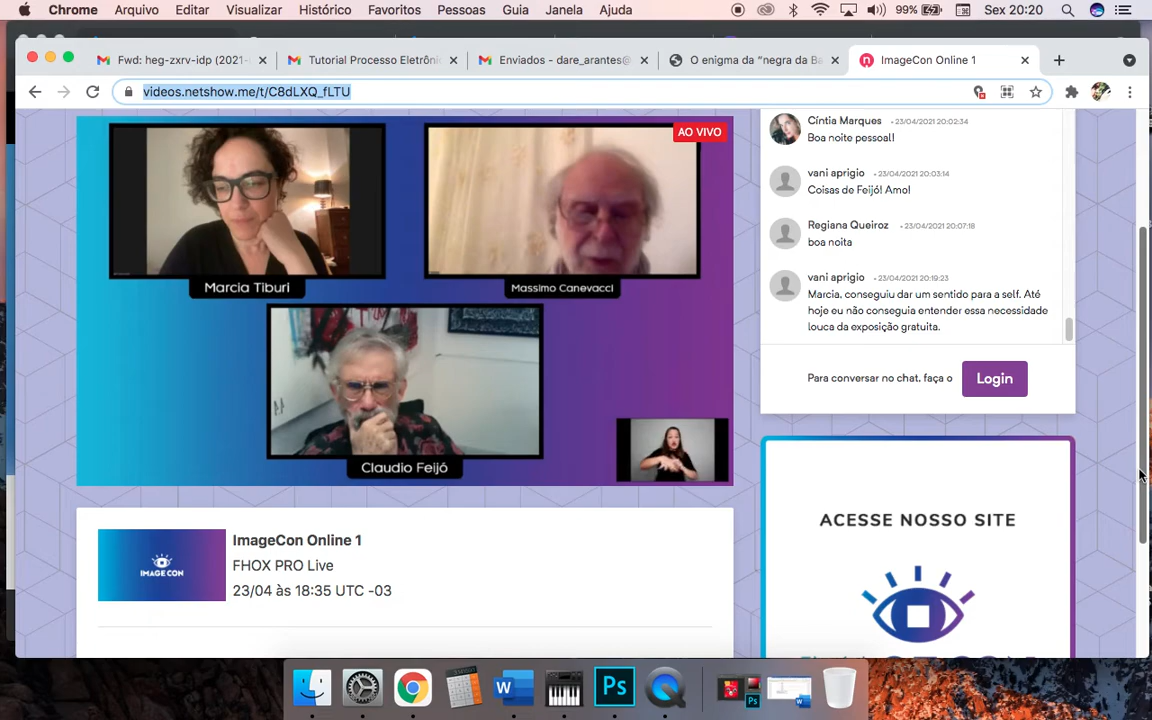 Chrome Arquivo Editar Visualizar Histórico Favoritos Pessoas Guia Janela Ajuda 99% Sex 20:20
Fwd: heg-zxrv-idp (2021- Tutorial Processo Eletrôni Enviados - dare_arantes@ O enigma da “negra da Ba ImageCon Online 1
videos.netshow.me/t/C8dLXQ_fLTU
AO VIVO
Marcia Tiburi
Massimo Canevacci
Claudio Feijó
Cíntia Marques • 23/04/2021 20:02:34
Boa noite pessoal!
vani aprigio • 23/04/2021 20:03:14
Coisas de Feijó! Amo!
Regiana Queiroz • 23/04/2021 20:07:18
boa noita
vani aprigio • 23/04/2021 20:19:23
Marcia, conseguiu dar um sentido para a self. Até
hoje eu não conseguia entender essa necessidade
louca da exposição gratuita.
Para conversar no chat, faça o Login
IMAGE CON
ImageCon Online 1
FHOX PRO Live
23/04 às 18:35 UTC -03
ACESSE NOSSO SITE
W
Ps